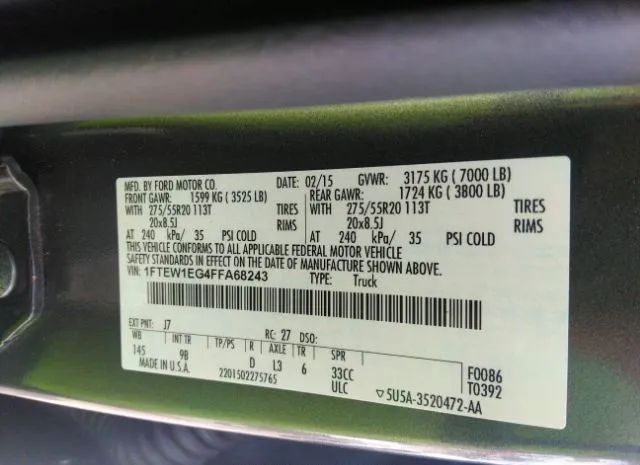 MFD. BY FORD MOTOR CO. DATE: 02/15 GVWR: 3175 KG ( 7000 LB)
FRONT GAWR: 1599 KG ( 3525 LB) REAR GAWR: 1724 KG ( 3800 LB)
WITH 275/55R20 113T TIRES WITH 275/55R20 113T TIRES
20x8.5J RIMS 20x8.5J RIMS
AT 240 kPa/ 35 PSI COLD AT 240 kPa/ 35 PSI COLD
THIS VEHICLE CONFORMS TO ALL APPLICABLE FEDERAL MOTOR VEHICLE
SAFETY STANDARDS IN EFFECT ON THE DATE OF MANUFACTURE SHOWN ABOVE.
VIN: 1FTEW1EG4FFA68243 TYPE: Truck
EXT PNT: J7 RC: 27 DSO:
WB INT TR TP/PS R AXLE TR SPR
145 9B D L3 6 33CC F0086
MADE IN U.S.A. 2201502275765 ULC T0392
▽5U5A-3520472-AA